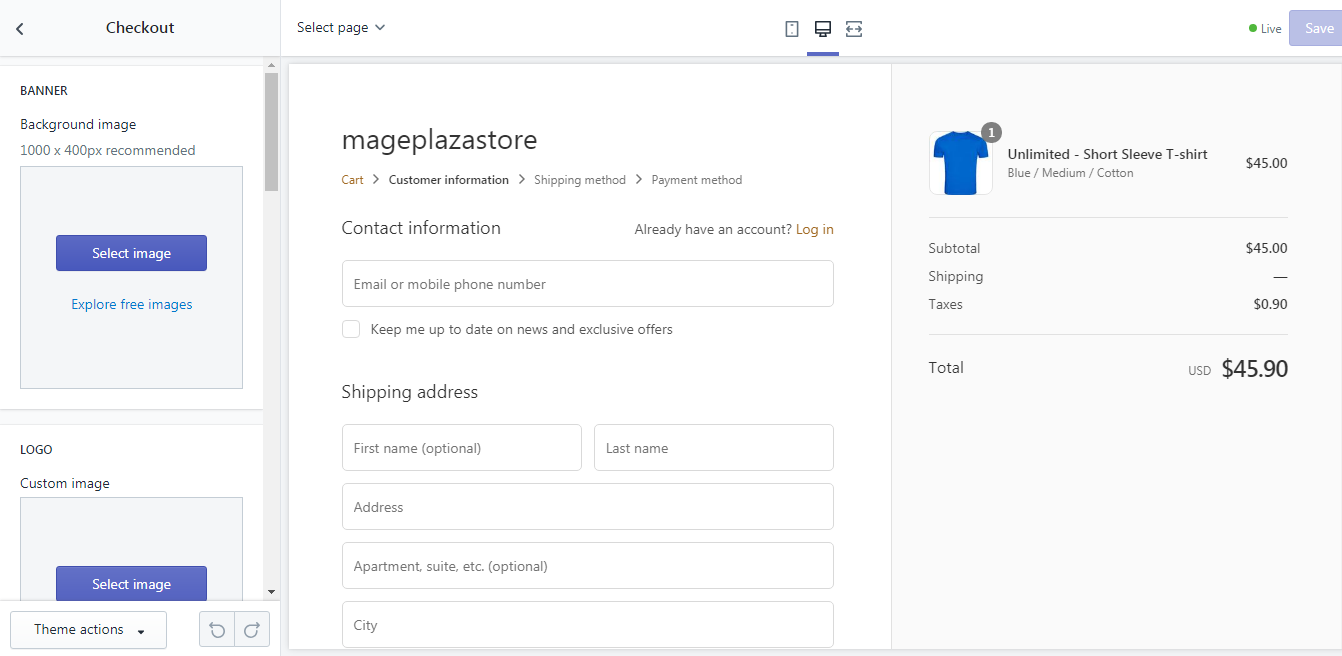 Checkout
Select page
Live
Save
BANNER
Background image
1000 x 400px recommended
Select image
Explore free images
LOGO
Custom image
Select image
Theme actions
mageplazastore
Cart > Customer information > Shipping method > Payment method
Contact information
Already have an account? Log in
Email or mobile phone number
Keep me up to date on news and exclusive offers
Shipping address
First name (optional)
Last name
Address
Apartment, suite, etc. (optional)
City
1
Unlimited - Short Sleeve T-shirt
Blue / Medium / Cotton
$45.00
Subtotal $45.00
Shipping —
Taxes $0.90
Total USD $45.90